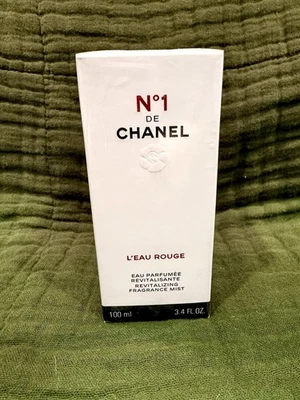 N°1
DE
CHANEL
L'EAU ROUGE
EAU PARFUMÉE
REVITALISANTE
REVITALIZING
FRAGRANCE MIST
100 ml 3.4 FL.OZ.